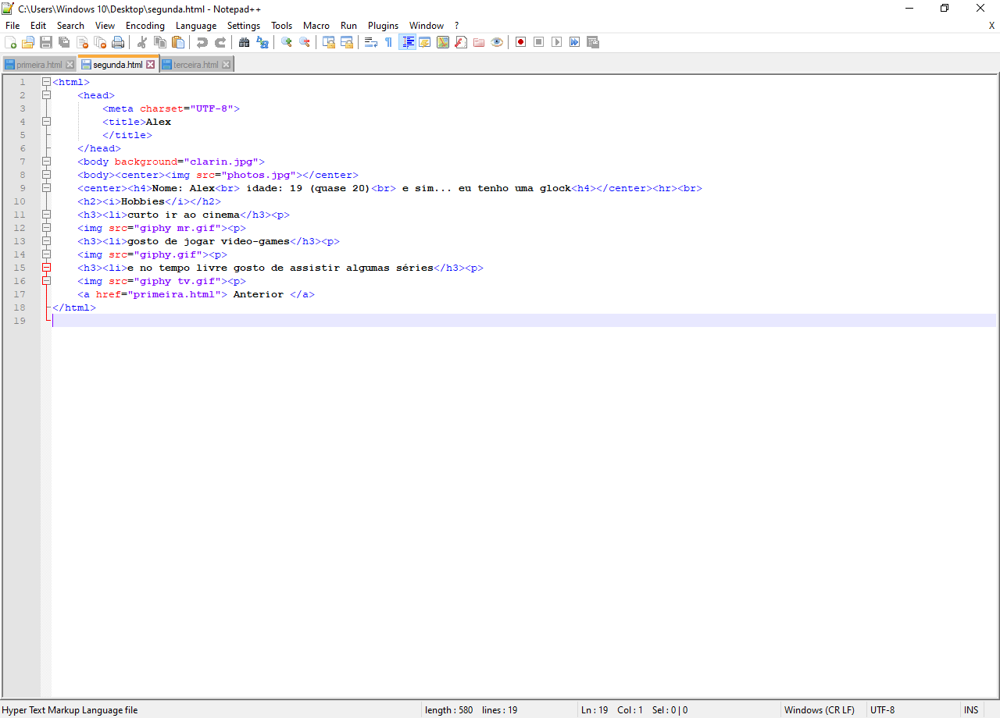 C:\Users\Windows 10\Desktop\segunda.html - Notepad++
File Edit Search View Encoding Language Settings Tools Macro Run Plugins Window ? X
primeira.html segunda.html terceira.html
1 <html>
2 <head>
3 <meta charset="UTF-8">
4 <title>Alex
5 </title>
6 </head>
7 <body background="clarin.jpg">
8 <body><center><img src="photos.jpg"></center>
9 <center><h4>Nome: Alex<br> idade: 19 (quase 20)<br> e sim... eu tenho uma glock<h4></center><hr><br>
10 <h2><i>Hobbies</i></h2>
11 <h3><li>curto ir ao cinema</h3><p>
12 <img src="giphy mr.gif"><p>
13 <h3><li>gosto de jogar video-games</h3><p>
14 <img src="giphy.gif"><p>
15 <h3><li>e no tempo livre gosto de assistir algumas séries</h3><p>
16 <img src="giphy tv.gif"><p>
17 <a href="primeira.html"> Anterior </a>
18 </html>
19
Hyper Text Markup Language file length : 580 lines : 19 Ln : 19 Col : 1 Sel : 0 | 0 Windows (CR LF) UTF-8 INS